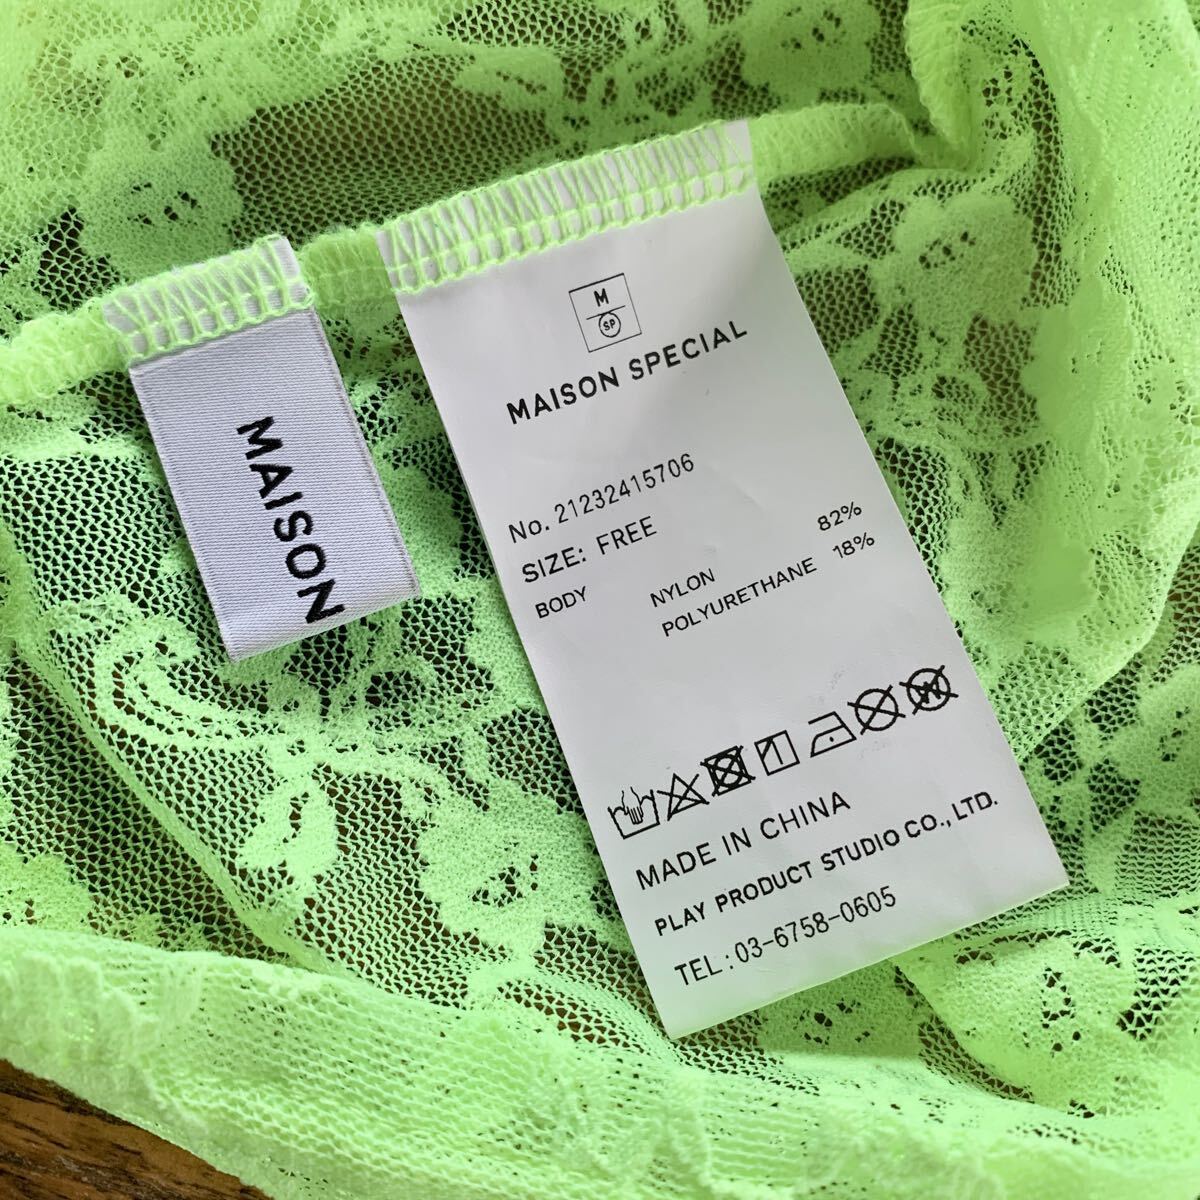 MAISON
M
SP
MAISON SPECIAL
No. 21232415706
SIZE: FREE
BODY NYLON 82%
POLYURETHANE 18%
MADE IN CHINA
PLAY PRODUCT STUDIO CO., LTD.
TEL : 03-6758-0605